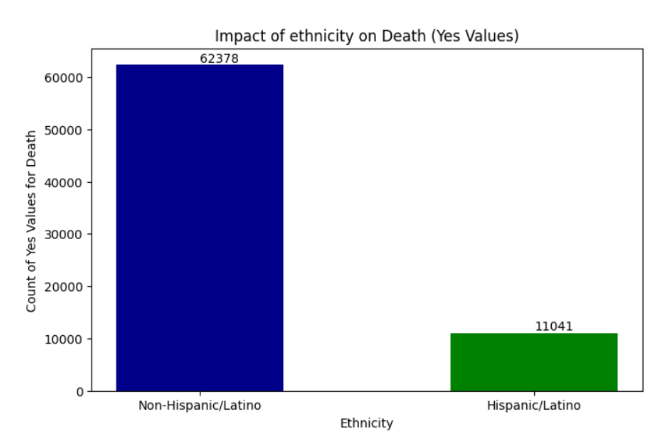 Impact of ethnicity on Death (Yes Values)
62378
60000
50000
40000
30000
20000
10000
0
Count of Yes Values for Death
11041
Non-Hispanic/Latino
Hispanic/Latino
Ethnicity